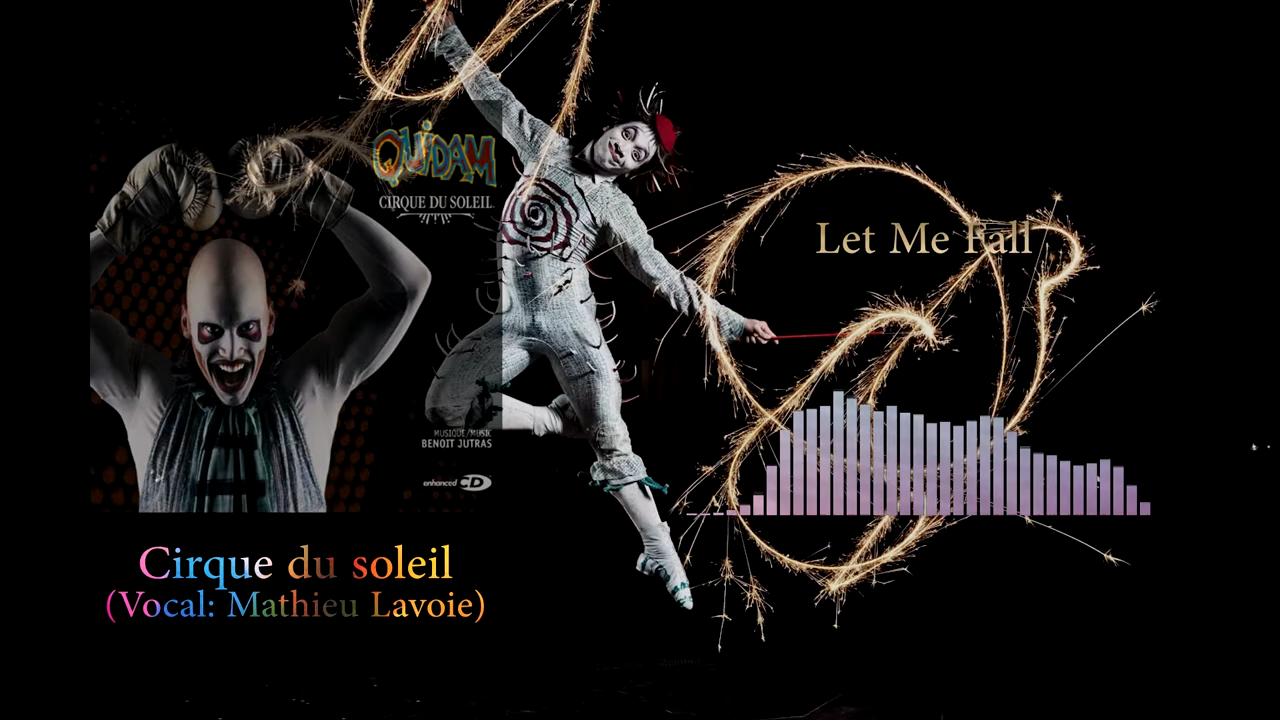 QUIDAM
CIRQUE DU SOLEIL
Let Me Fall
MUSIQUE/MUSIC
BENOIT JUTRAS
enhanced CD
Cirque du soleil
(Vocal: Mathieu Lavoie)